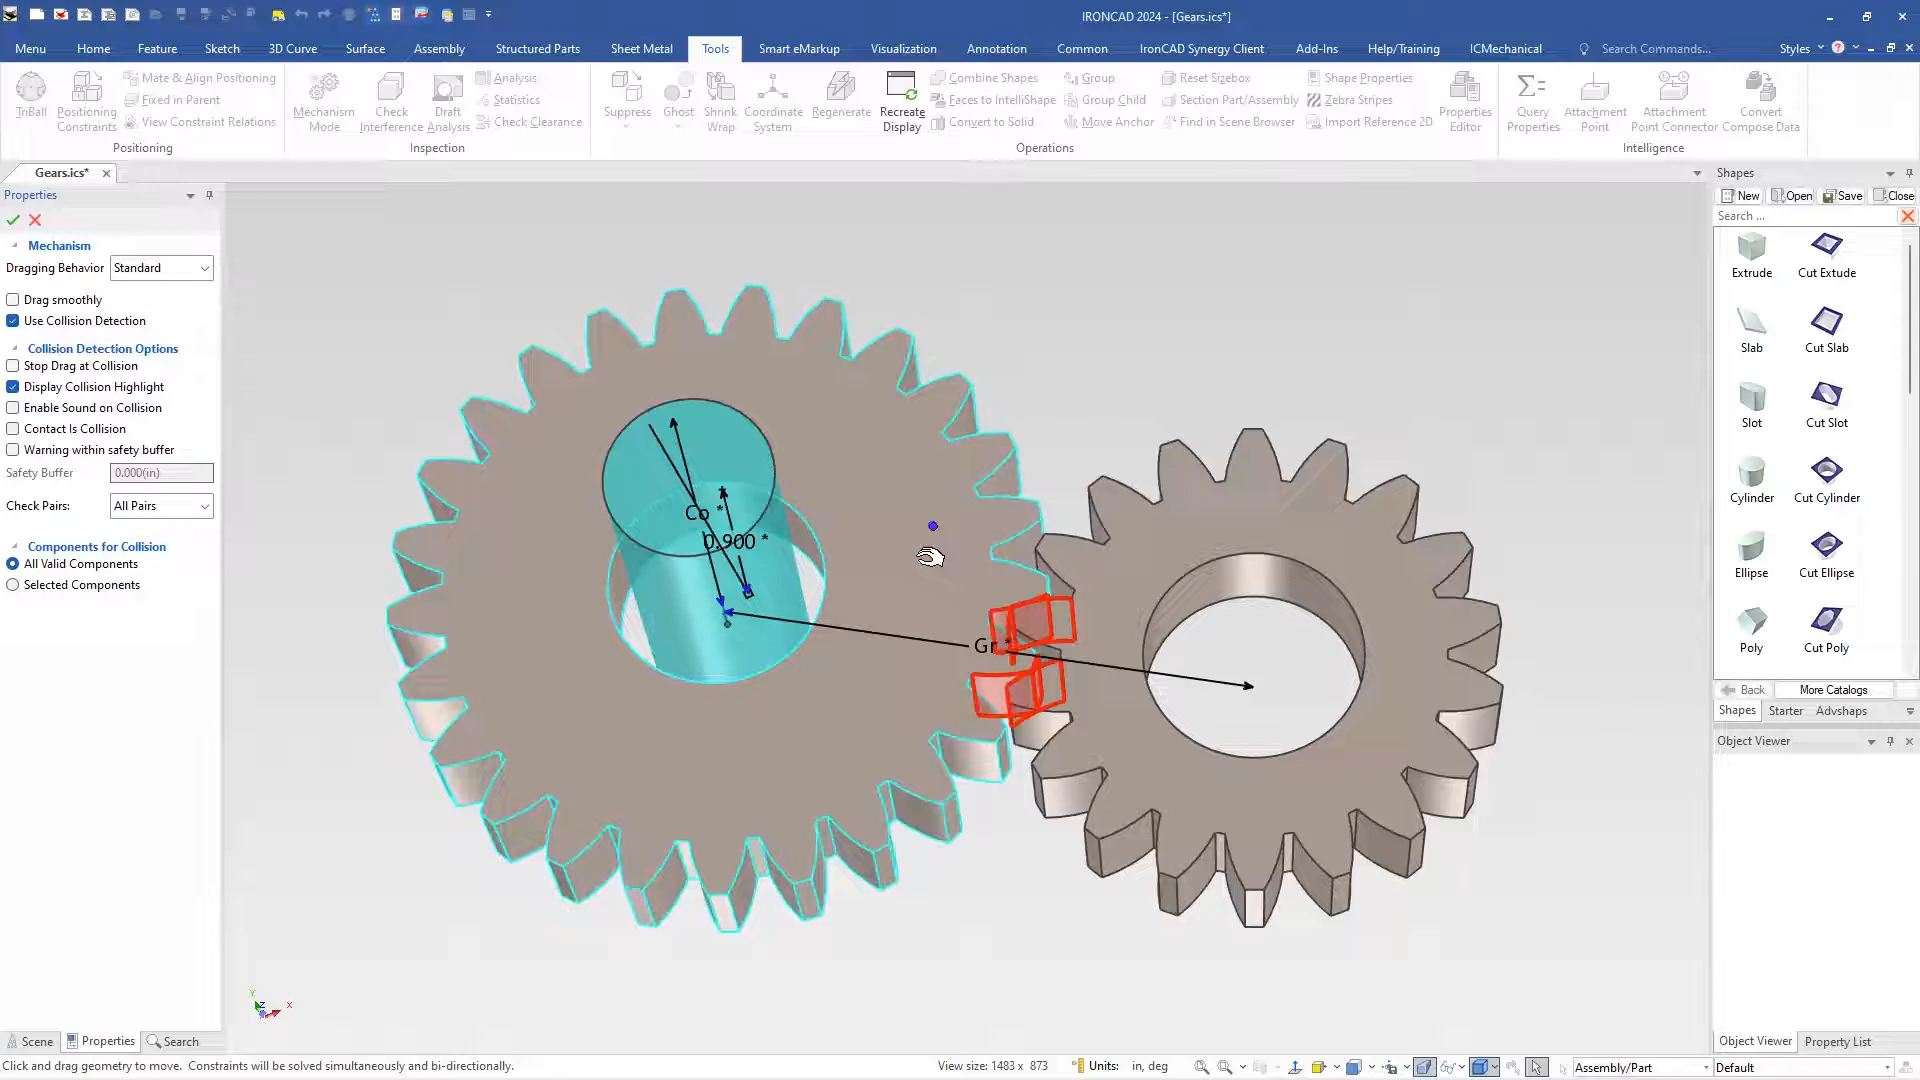 IRONCAD 2024 - [Gears.ics*]
Menu Home Feature Sketch 3D Curve Surface Assembly Structured Parts Sheet Metal Tools Smart eMarkup Visualization Annotation Common IronCAD Synergy Client Add-Ins Help/Training ICMechanical Search Commands... Styles
TriBall
Positioning Constraints
Mate & Align Positioning
Fixed in Parent
View Constraint Relations
Positioning
Mechanism Mode
Check Interference
Draft Analysis
Analysis
Statistics
Check Clearance
Inspection
Suppress
Ghost
Shrink Wrap
Coordinate System
Regenerate
Recreate Display
Combine Shapes
Faces to IntelliShape
Convert to Solid
Group
Group Child
Move Anchor
Reset Sizebox
Section Part/Assembly
Find in Scene Browser
Shape Properties
Zebra Stripes
Import Reference 2D
Properties Editor
Operations
Query Properties
Attachment Point
Attachment Point Connector
Convert Compose Data
Intelligence
Gears.ics*
Properties
Mechanism
Dragging Behavior Standard
Drag smoothly
Use Collision Detection
Collision Detection Options
Stop Drag at Collision
Display Collision Highlight
Enable Sound on Collision
Contact Is Collision
Warning within safety buffer
Safety Buffer 0.000(in)
Check Pairs: All Pairs
Components for Collision
All Valid Components
Selected Components
Co *
0.900 *
Gr *
Y
Z
X
Shapes
New Open Save Close
Search ...
Extrude Cut Extude
Slab Cut Slab
Slot Cut Slot
Cylinder Cut Cylinder
Ellipse Cut Ellipse
Poly Cut Poly
Back More Catalogs
Shapes Starter Advshaps
Object Viewer
Scene Properties Search
Object Viewer Property List
Click and drag geometry to move. Constraints will be solved simultaneously and bi-directionally.
View size: 1483 x 873
Units: in, deg
Assembly/Part
Default